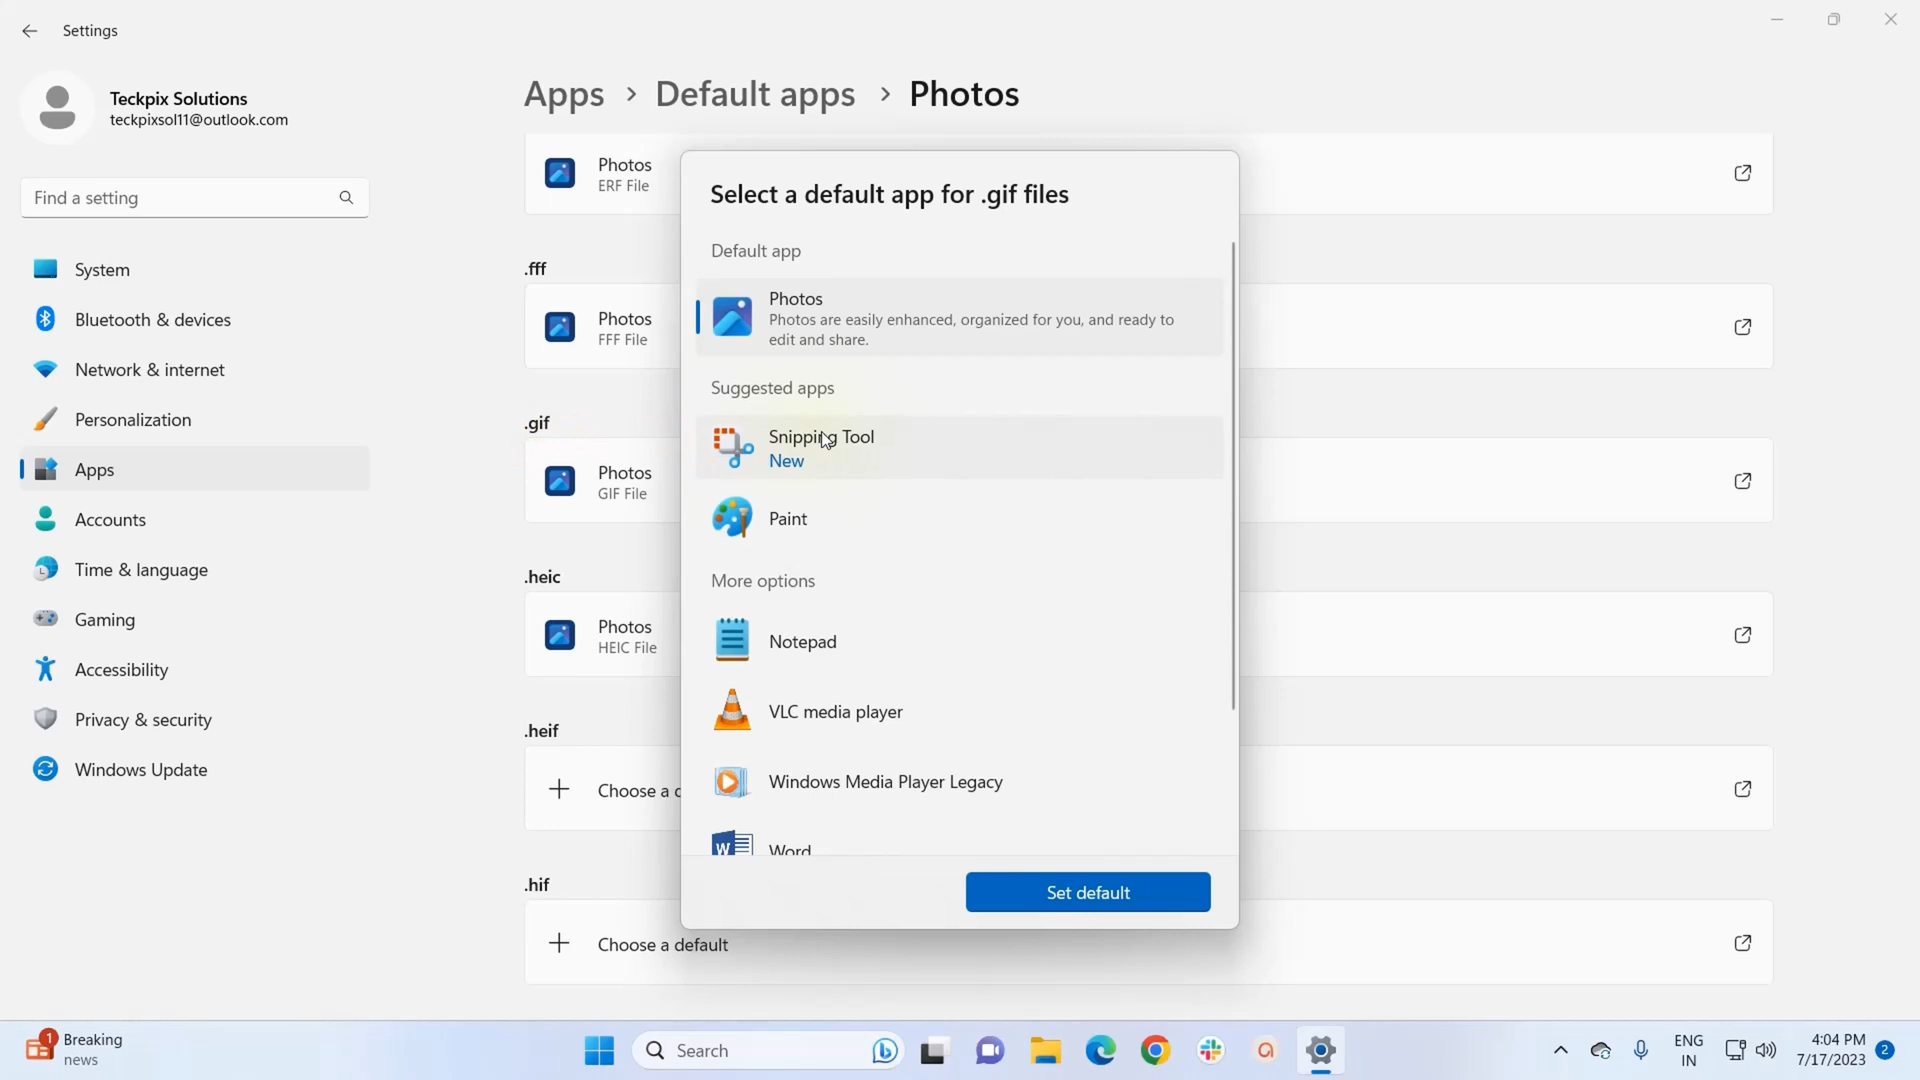 Settings
Teckpix Solutions
teckpixsol11@outlook.com
Find a setting
System
Bluetooth & devices
Network & internet
Personalization
Apps
Accounts
Time & language
Gaming
Accessibility
Privacy & security
Windows Update
Apps > Default apps > Photos
Photos
ERF File
.fff
Photos
FFF File
.gif
Photos
GIF File
.heic
Photos
HEIC File
.heif
Choose a d
.hif
Choose a default
Select a default app for .gif files
Default app
Photos
Photos are easily enhanced, organized for you, and ready to
edit and share.
Suggested apps
Snipping Tool
New
Paint
More options
Notepad
VLC media player
Windows Media Player Legacy
Word
Set default
1
Breaking
news
Search
ENG
IN
4:04 PM
7/17/2023
2